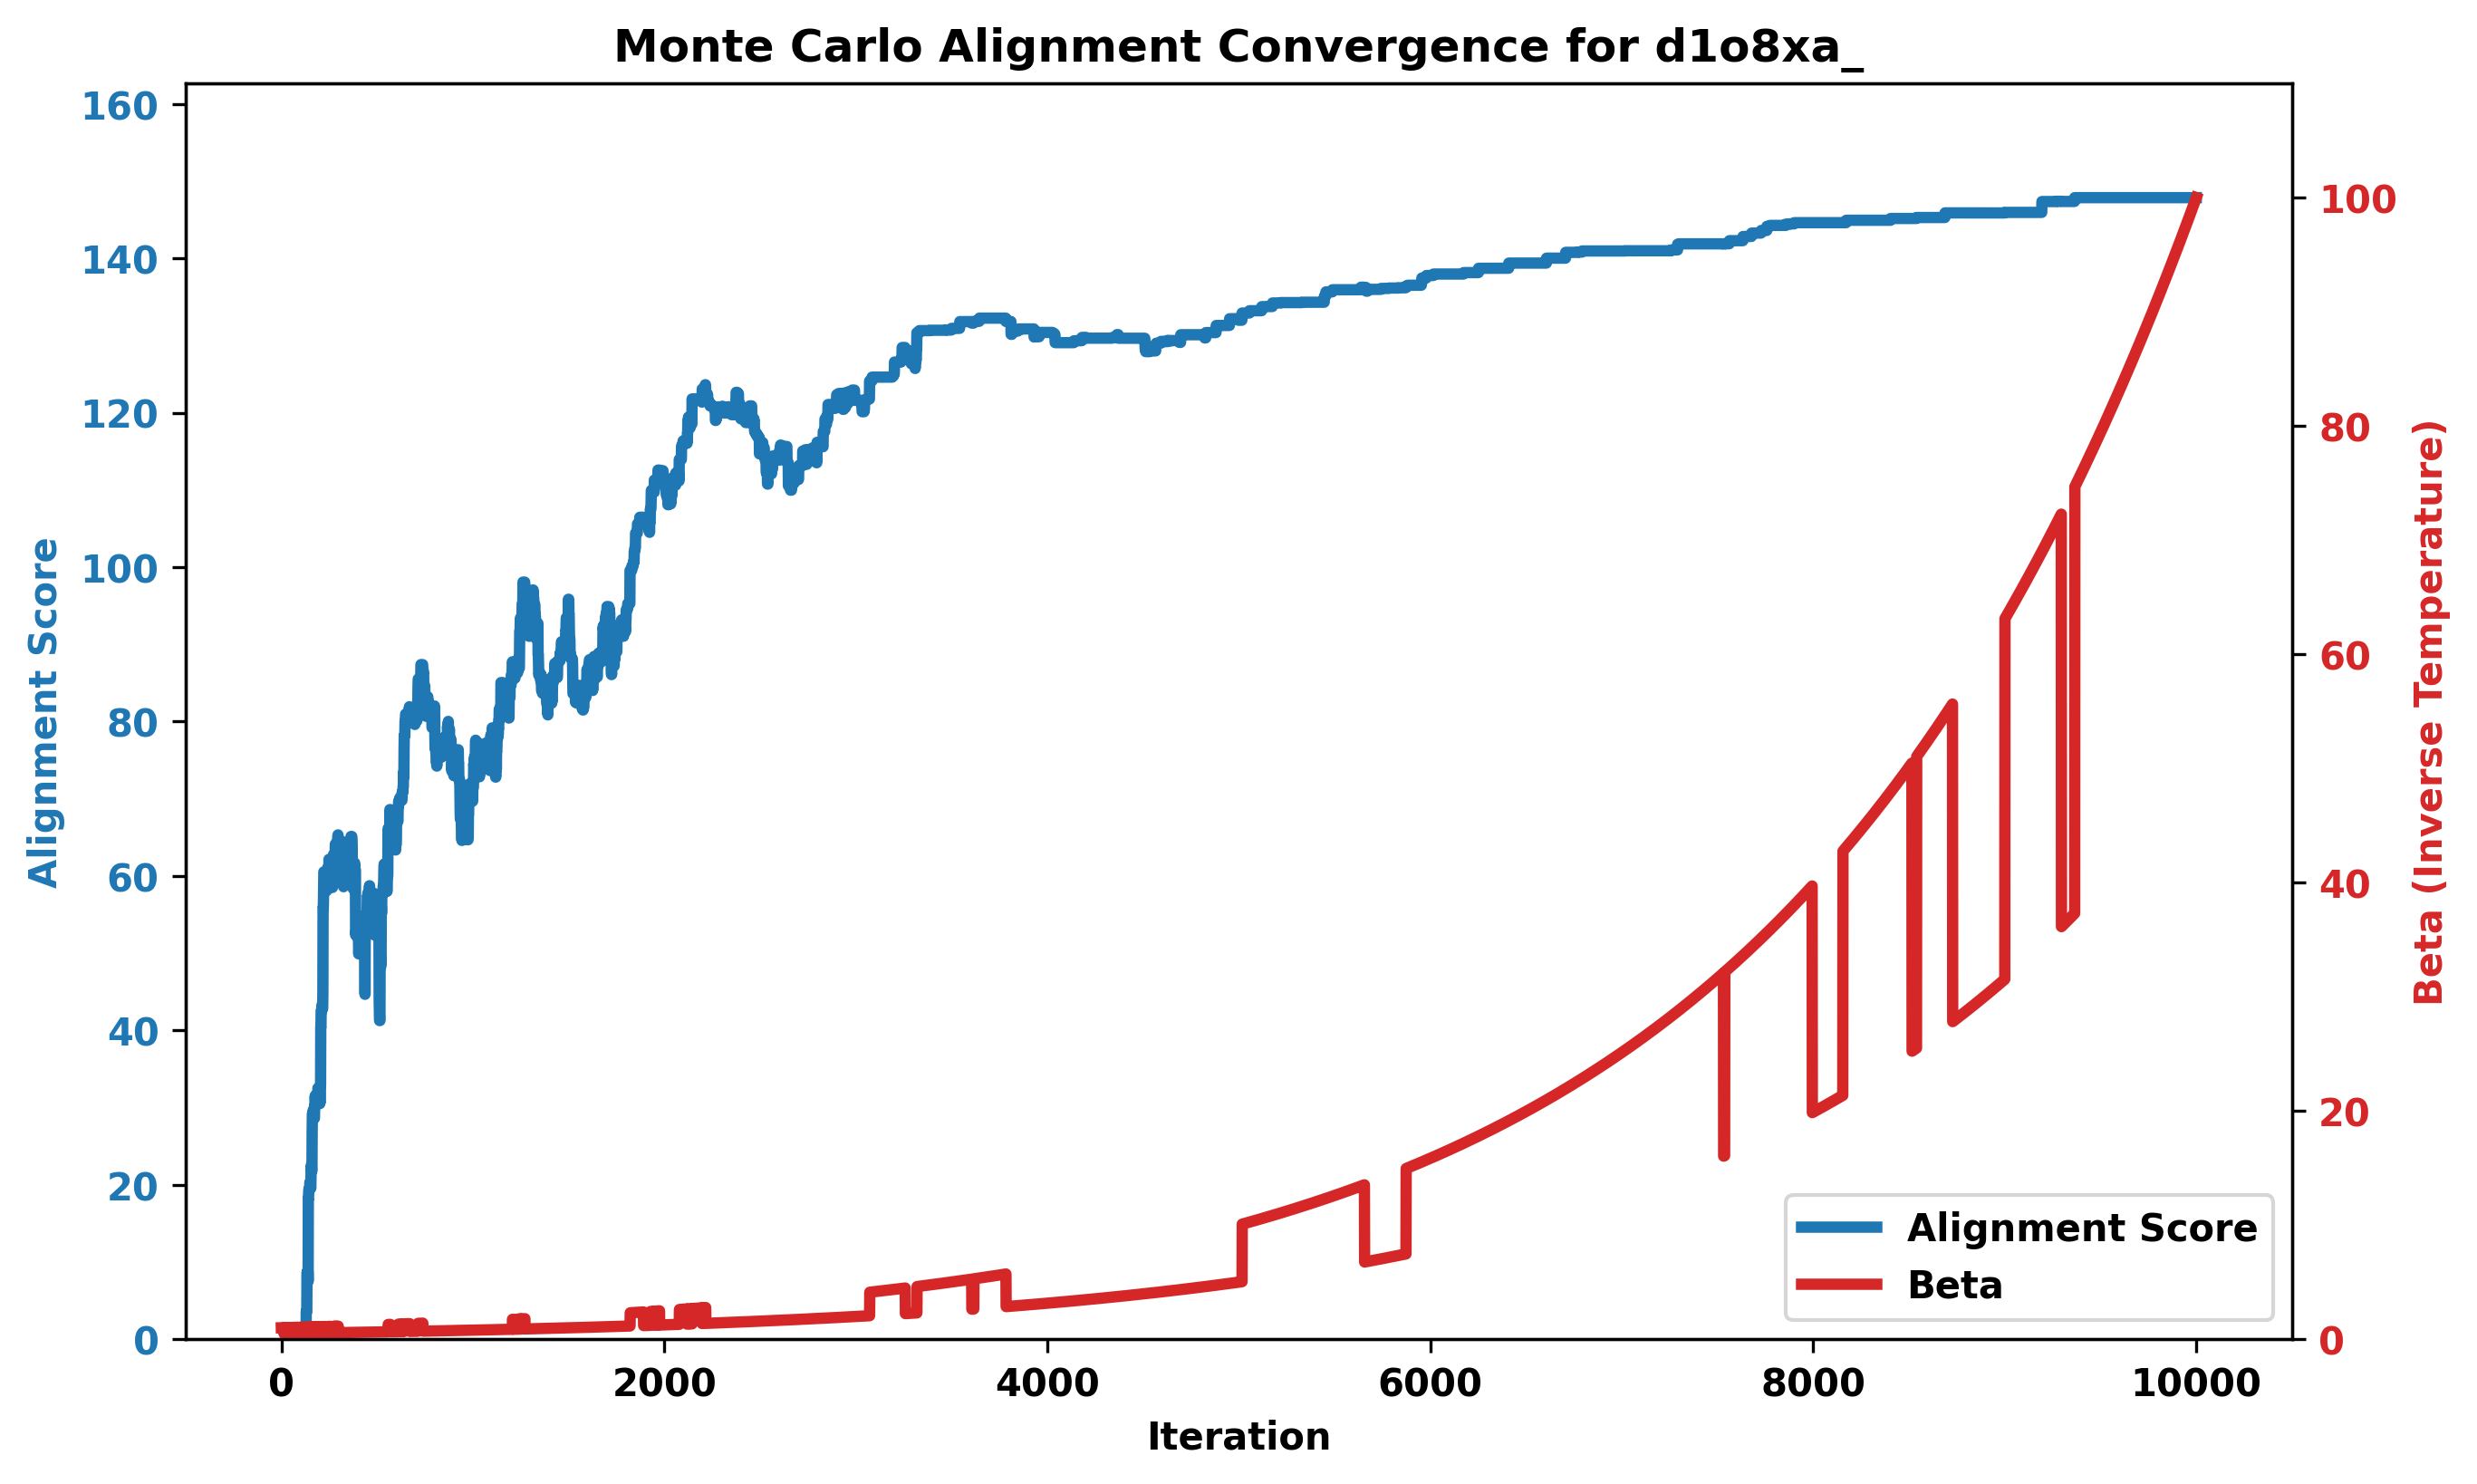 Monte Carlo Alignment Convergence for d1o8xa_
160
140
120
100
80
60
40
20
0
Alignment Score
100
80
60
40
20
0
Beta (Inverse Temperature)
Alignment Score
Beta
0 2000 4000 6000 8000 10000
Iteration